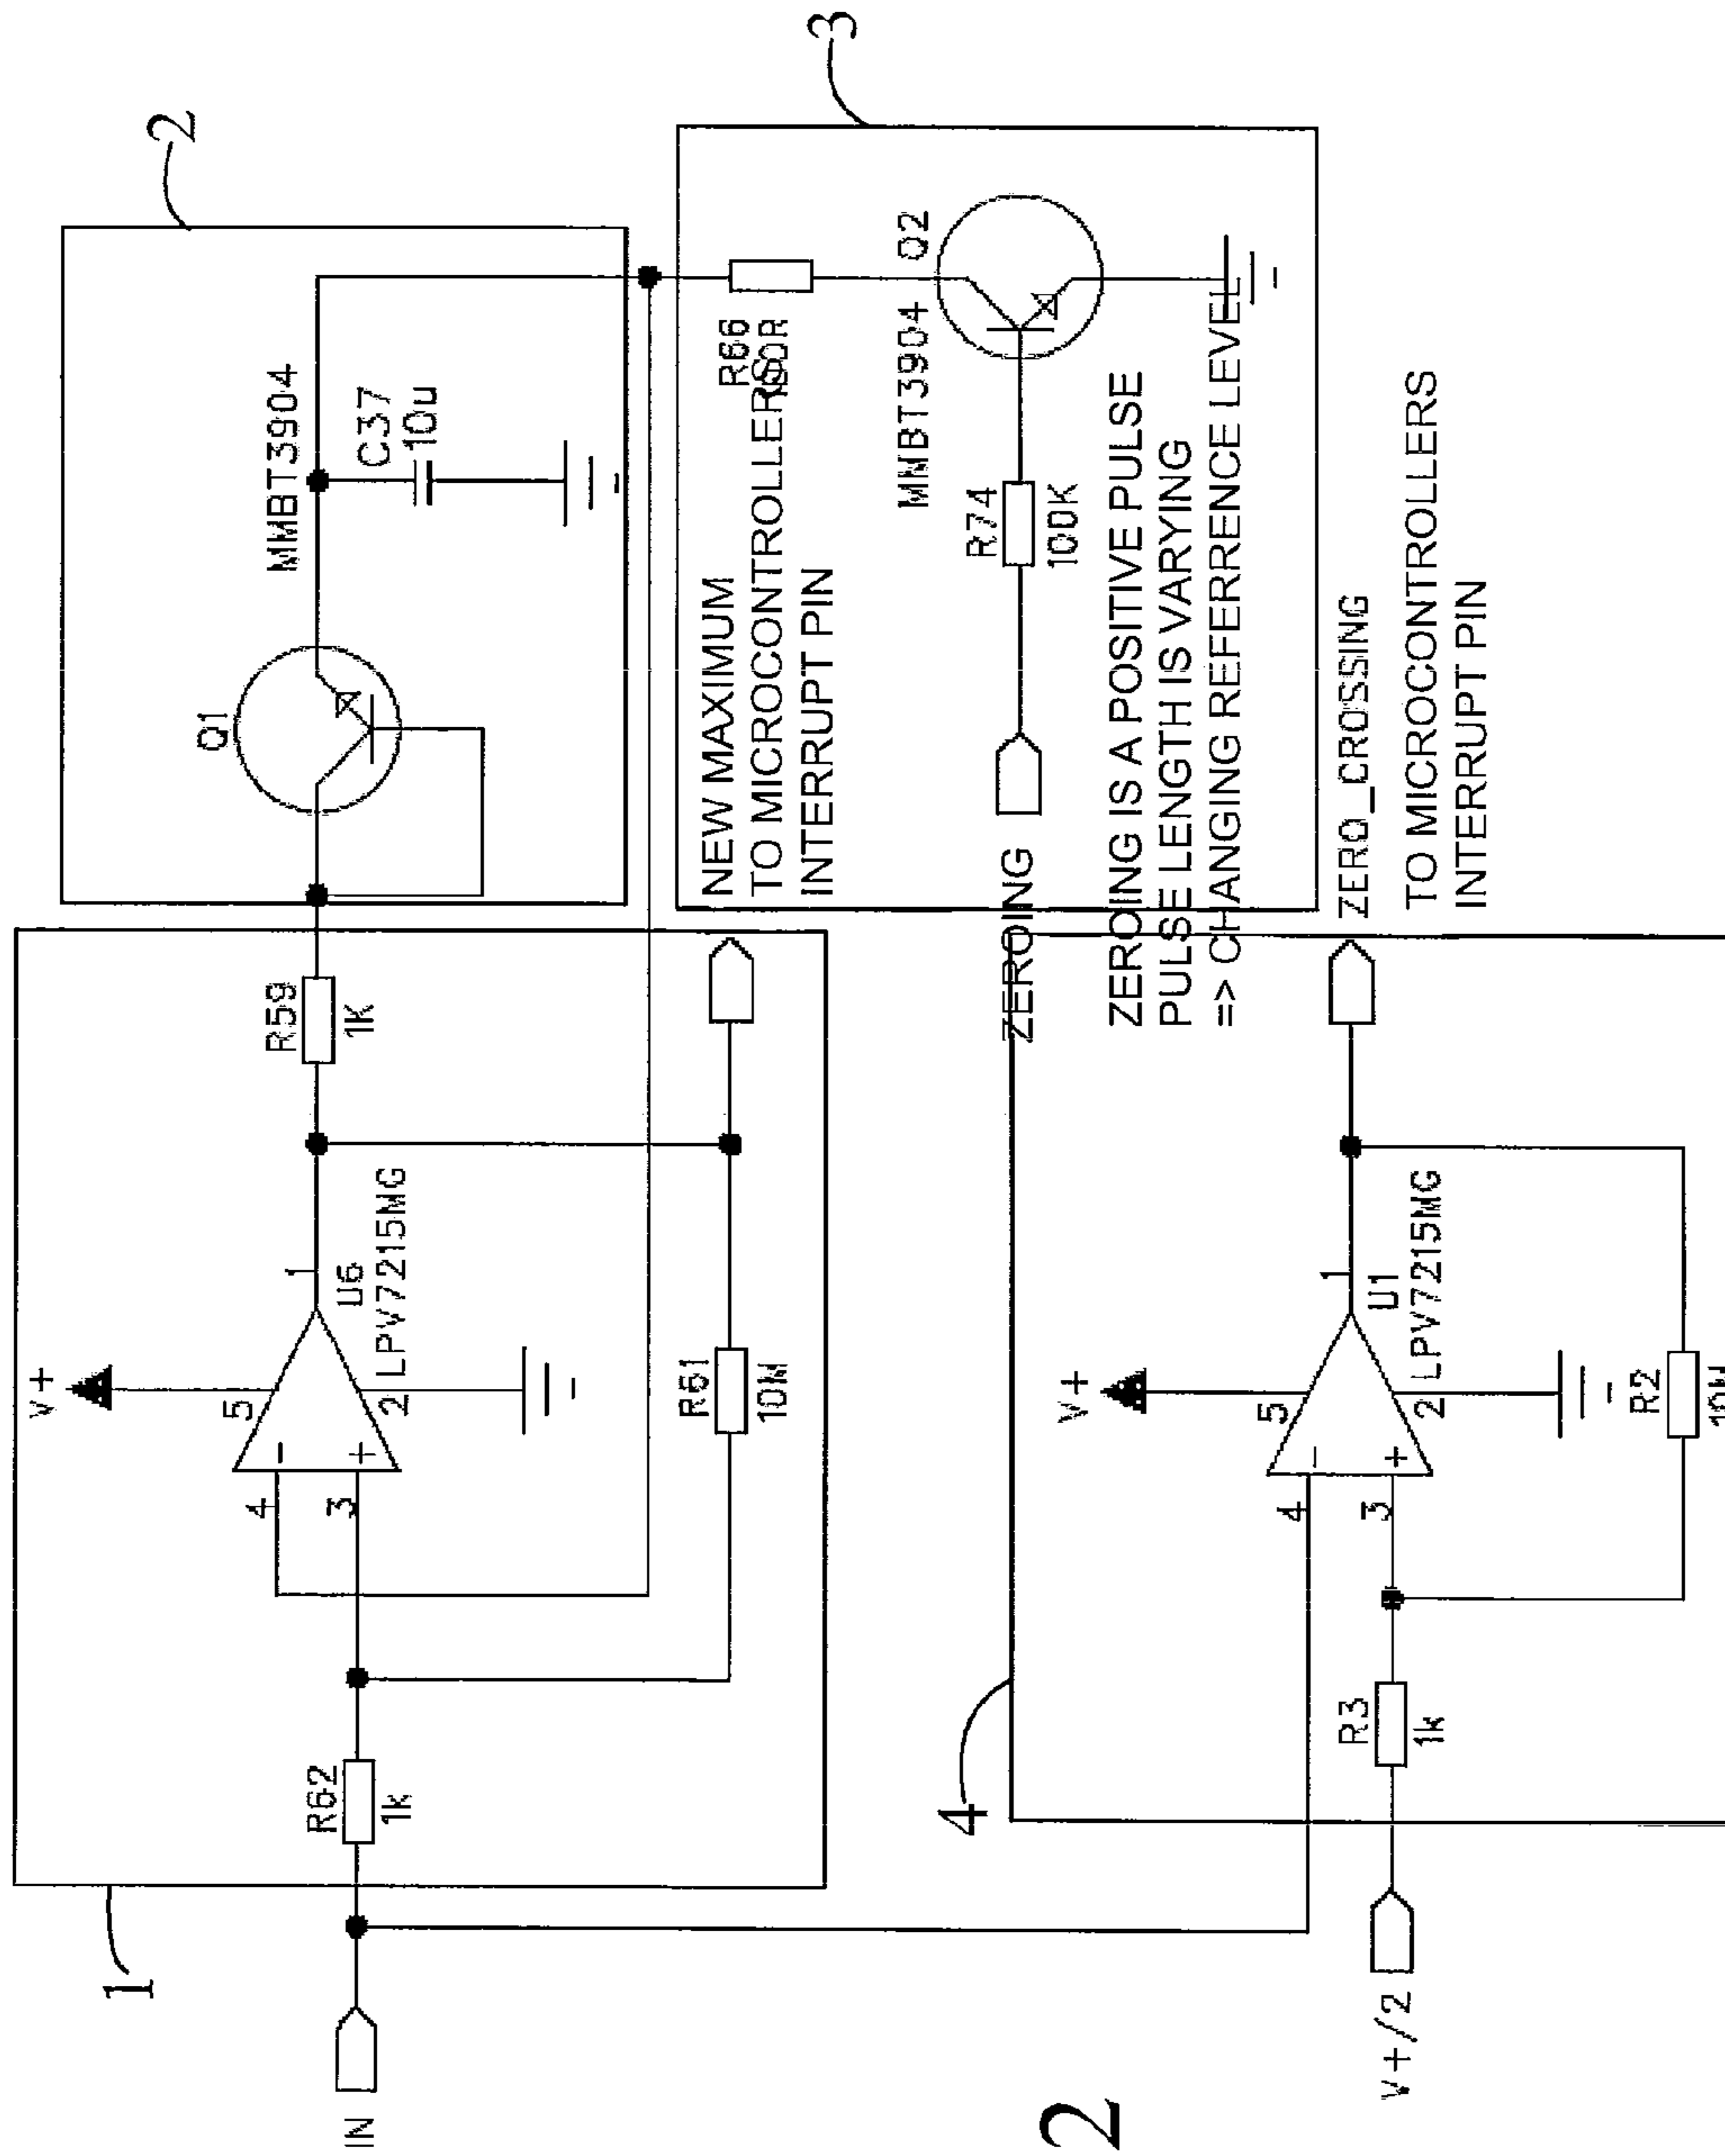 1
2
3
4
2
IN
R62
1k
4
3
-
+
5
2
1
V+
U6
LPV7215MG
R59
1K
R61
10M
Q1
MMBT3904
C37
10u
NEW MAXIMUM
TO MICROCONTROLLERS
INTERRUPT PIN
R66
MMBT3904
Q2
R74
100K
ZEROING
ZEROING IS A POSITIVE PULSE
PULSE LENGTH IS VARYING
=> CHANGING REFERRENCE LEVEL
V+/2
R3
1k
4
3
-
+
5
2
1
V+
U1
LPV7215MG
R2
10M
ZERO_CROSSING
TO MICROCONTROLLERS
INTERRUPT PIN